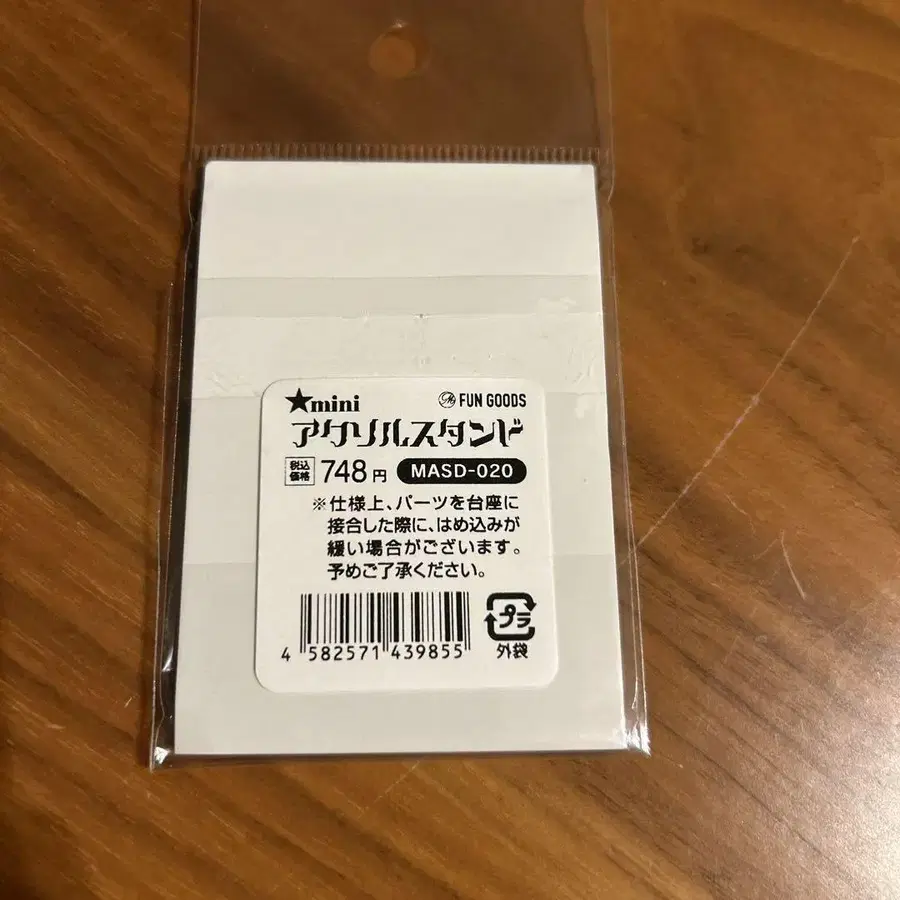 ★mini
FUN GOODS
アクリルスタンド
税込価格 748円 MASD-020
※仕様上、パーツを台座に
接合した際に、はめ込みが
緩い場合がございます。
予めご了承ください。
4 582571 439855
プラ
外袋